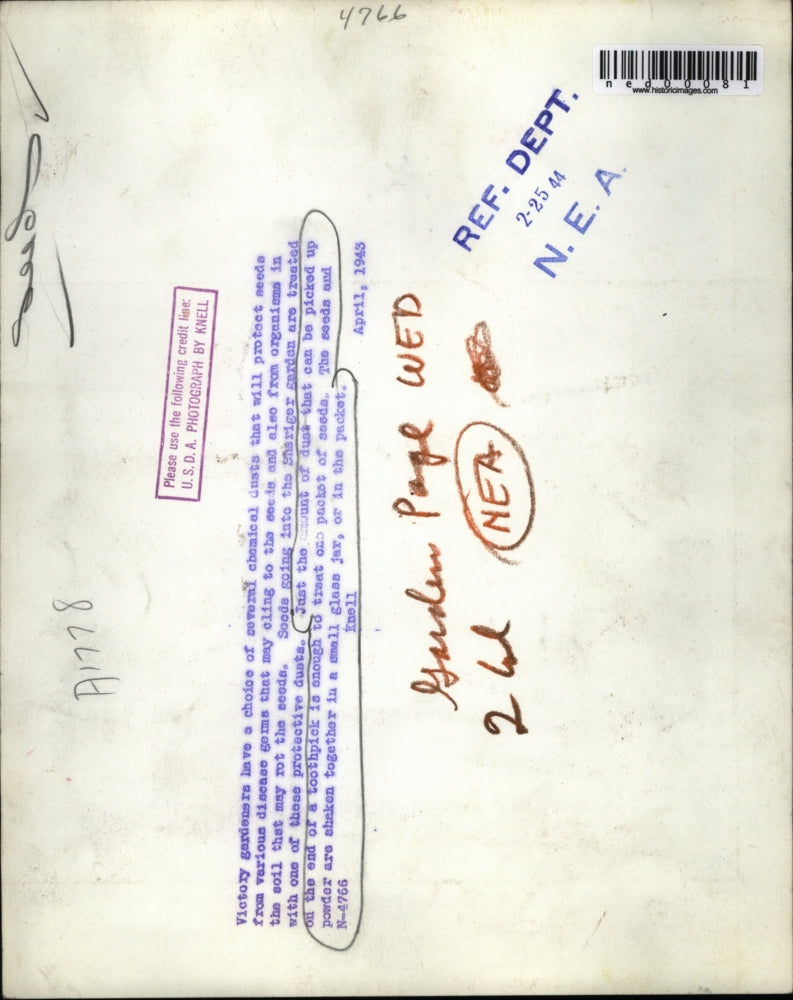 4766
ned00081
www.historicimages.com
REF. DEPT.
2-25 44
N. E. A.
Seeds
Please use the following credit line:
U. S. D. A. PHOTOGRAPH BY KNELL
A1778
Victory gardeners have a choice of several chemical dusts that will protect seeds
from various disease germs that may cling to the seeds and also from organisms in
the soil that may rot the seeds. Seeds going into the garden are treated
with one of these protective dusts. Just the amount of dust that can be picked up
on the end of a toothpick is enough to treat one packet of seeds. The seeds and
powder are shaken together in a small glass jar, or in the packet.
N-4766 Knell April, 1943
Garden Page WED
2 col NEA